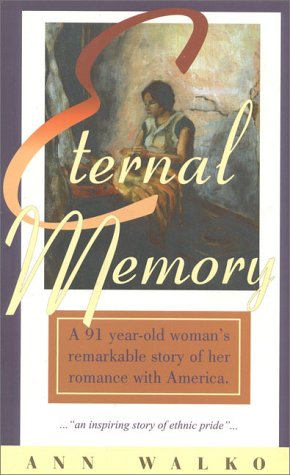 Eternal
Memory
A 91 year-old woman's
remarkable story of her
romance with America.
..."an inspiring story of ethnic pride"...
ANN WALKO